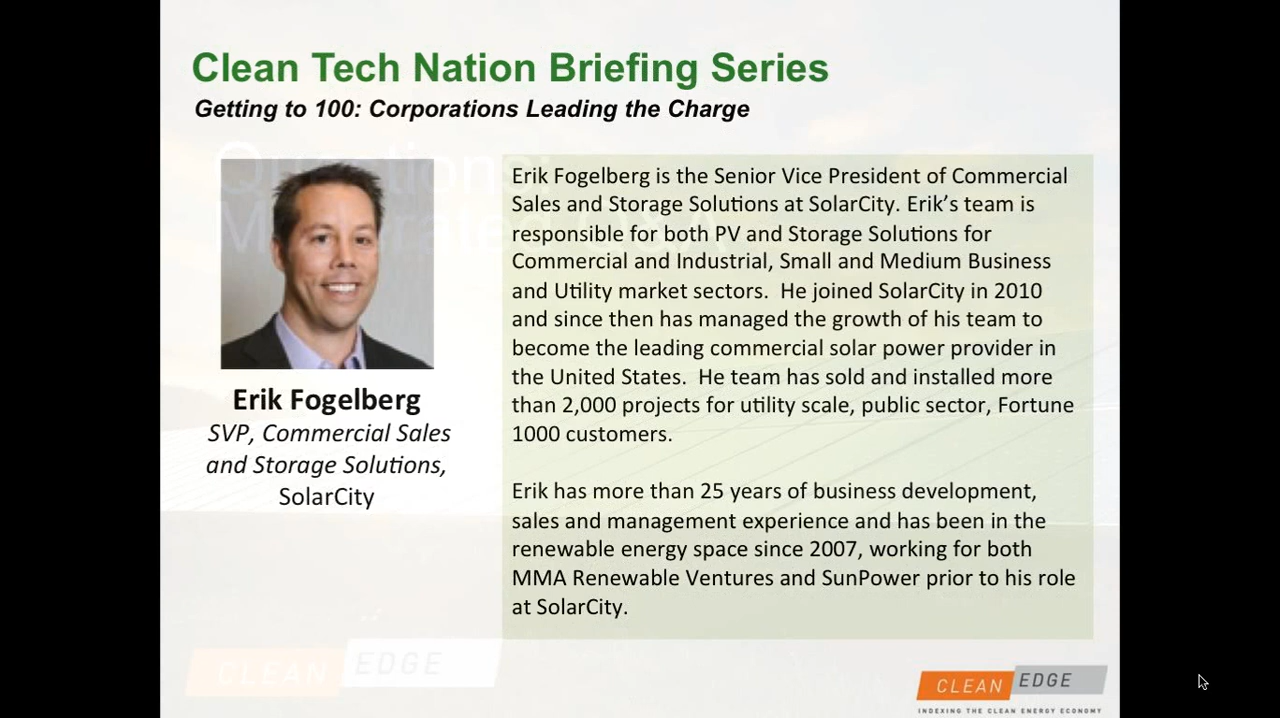 Clean Tech Nation Briefing Series
Getting to 100: Corporations Leading the Charge
Erik Fogelberg
SVP, Commercial Sales
and Storage Solutions,
SolarCity
Erik Fogelberg is the Senior Vice President of Commercial
Sales and Storage Solutions at SolarCity. Erik’s team is
responsible for both PV and Storage Solutions for
Commercial and Industrial, Small and Medium Business
and Utility market sectors.  He joined SolarCity in 2010
and since then has managed the growth of his team to
become the leading commercial solar power provider in
the United States.  He team has sold and installed more
than 2,000 projects for utility scale, public sector, Fortune
1000 customers.
Erik has more than 25 years of business development,
sales and management experience and has been in the
renewable energy space since 2007, working for both
MMA Renewable Ventures and SunPower prior to his role
at SolarCity.
CLEAN EDGE
CLEAN EDGE
INDEXING THE CLEAN ENERGY ECONOMY